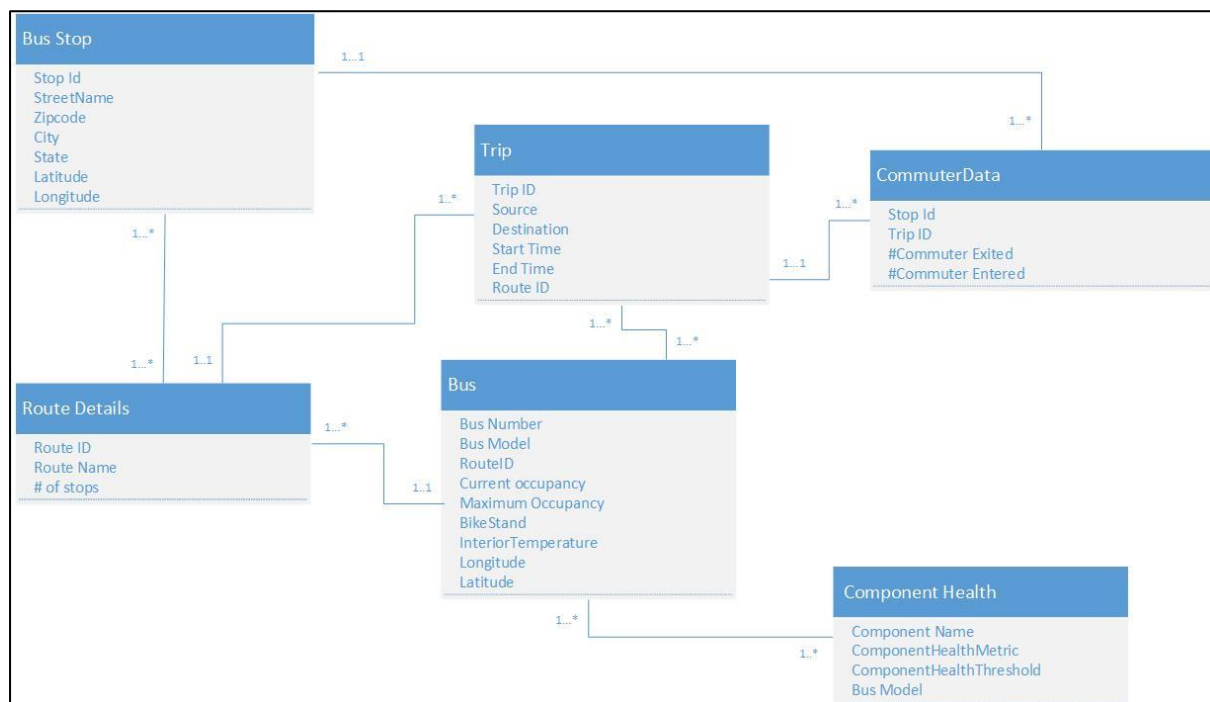 Bus Stop
Stop Id
StreetName
Zipcode
City
State
Latitude
Longitude
1...1
1...*
Trip
Trip ID
Source
Destination
Start Time
End Time
Route ID
CommuterData
Stop Id
Trip ID
#Commuter Exited
#Commuter Entered
1..*
1...*
1...*
1...1
1...*
1...*
1...*
1..1
Route Details
Route ID
Route Name
# of stops
1...*
1..1
Bus
Bus Number
Bus Model
RouteID
Current occupancy
Maximum Occupancy
BikeStand
InteriorTemperature
Longitude
Latitude
1...*
1..*
Component Health
Component Name
ComponentHealthMetric
ComponentHealthThreshold
Bus Model